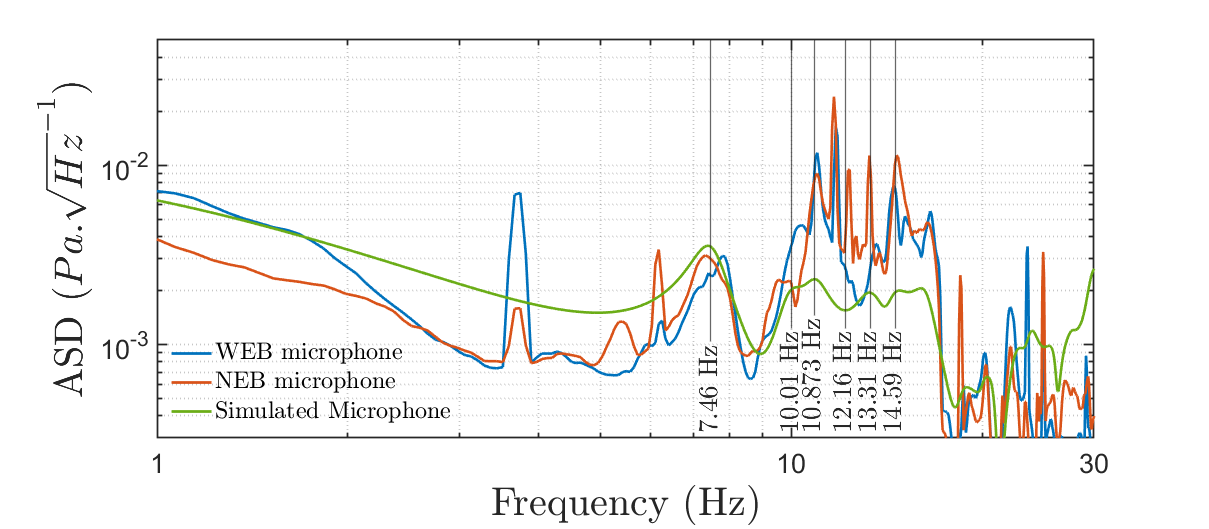 ASD (Pa.√Hz⁻¹)
10⁻²
10⁻³
WEB microphone
NEB microphone
Simulated Microphone
7.46 Hz
10.01 Hz
10.873 Hz
12.16 Hz
13.31 Hz
14.59 Hz
1
10
30
Frequency (Hz)